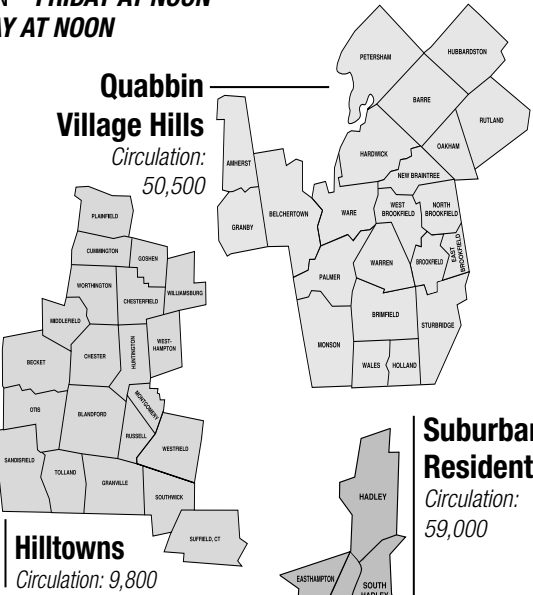 FRIDAY AT NOON
AY AT NOON
Quabbin
Village Hills
Circulation:
50,500
PETERSHAM
HUBBARDSTON
BARRE
RUTLAND
OAKHAM
HARDWICK
NEW BRAINTREE
AMHERST
BELCHERTOWN
GRANBY
WARE
WEST
BROOKFIELD
NORTH
BROOKFIELD
EAST
BROOKFIELD
BROOKFIELD
WARREN
PALMER
BRIMFIELD
STURBRIDGE
MONSON
WALES
HOLLAND
PLAINFIELD
CUMMINGTON
GOSHEN
WORTHINGTON
CHESTERFIELD
WILLIAMSBURG
MIDDLEFIELD
HUNTINGTON
WEST-
HAMPTON
BECKET
CHESTER
MONTGOMERY
OTIS
BLANDFORD
RUSSELL
WESTFIELD
SANDISFIELD
TOLLAND
GRANVILLE
SOUTHWICK
SUFFIELD, CT
Hilltowns
Circulation: 9,800
Suburban
Resident
Circulation:
59,000
HADLEY
EASTHAMPTON
SOUTH
HADLEY